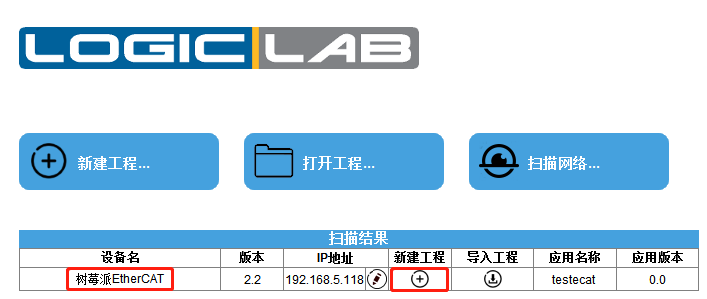 LOGIC LAB
新建工程... 打开工程... 扫描网络...
扫描结果
设备名 版本 IP地址 新建工程 导入工程 应用名称 应用版本
树莓派EtherCAT 2.2 192.168.5.118 testecat 0.0